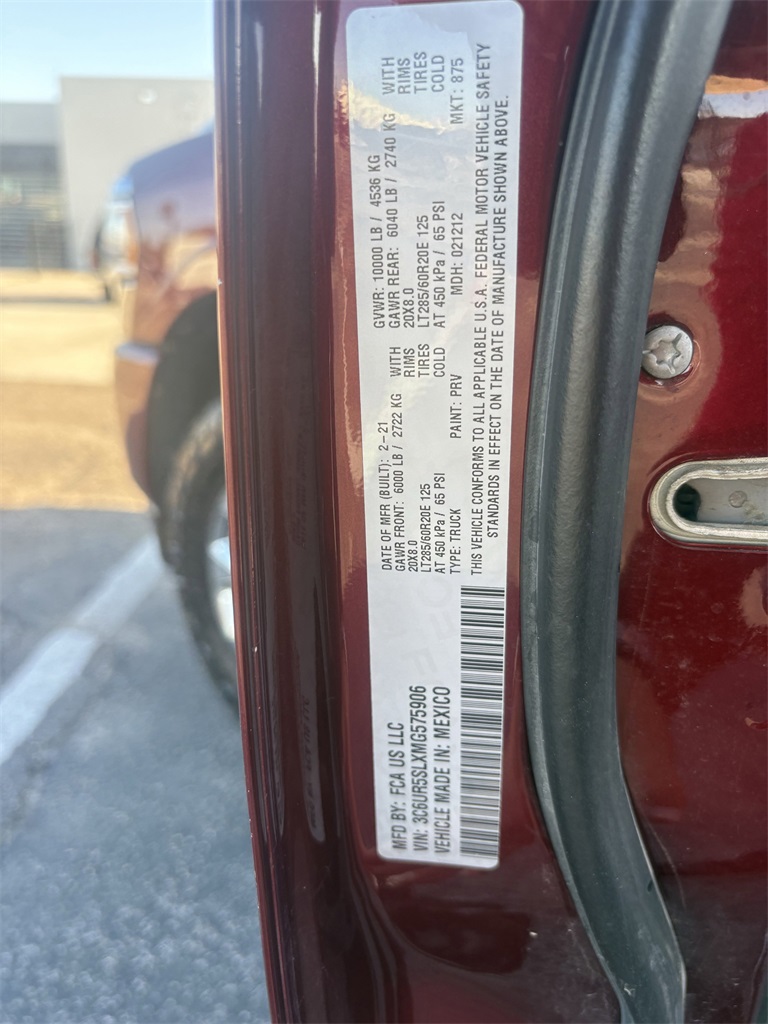 MFD BY: FCA US LLC
VIN: 3C6UR5SLXMG575906
VEHICLE MADE IN: MEXICO
DATE OF MFR (BUILT): 2-21
GVWR: 10000 LB / 4536 KG
GAWR FRONT: 6000 LB / 2722 KG WITH
GAWR REAR: 6040 LB / 2740 KG WITH
20X8.0 RIMS
20X8.0 RIMS
LT285/60R20E 125 TIRES
LT285/60R20E 125 TIRES
AT 450 kPa / 65 PSI COLD
AT 450 kPa / 65 PSI COLD
TYPE: TRUCK PAINT: PRV MDH: 021212 MKT: 875
THIS VEHICLE CONFORMS TO ALL APPLICABLE U.S.A. FEDERAL MOTOR VEHICLE SAFETY
STANDARDS IN EFFECT ON THE DATE OF MANUFACTURE SHOWN ABOVE.